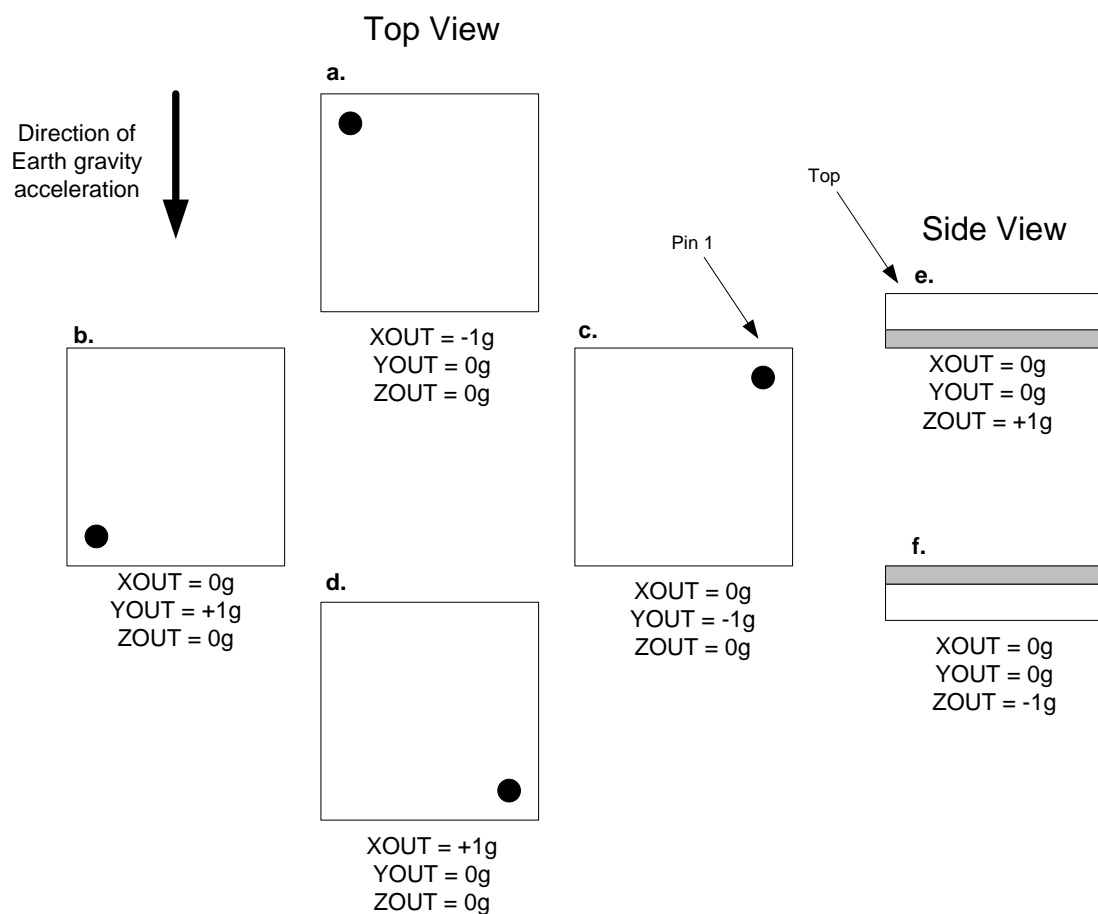 Top View
a.
Direction of
Earth gravity
acceleration
Top
Pin 1
Side View
e.
b.
XOUT = -1g
YOUT = 0g
ZOUT = 0g
c.
XOUT = 0g
YOUT = 0g
ZOUT = +1g
XOUT = 0g
YOUT = +1g
ZOUT = 0g
d.
XOUT = 0g
YOUT = -1g
ZOUT = 0g
f.
XOUT = 0g
YOUT = 0g
ZOUT = -1g
XOUT = +1g
YOUT = 0g
ZOUT = 0g